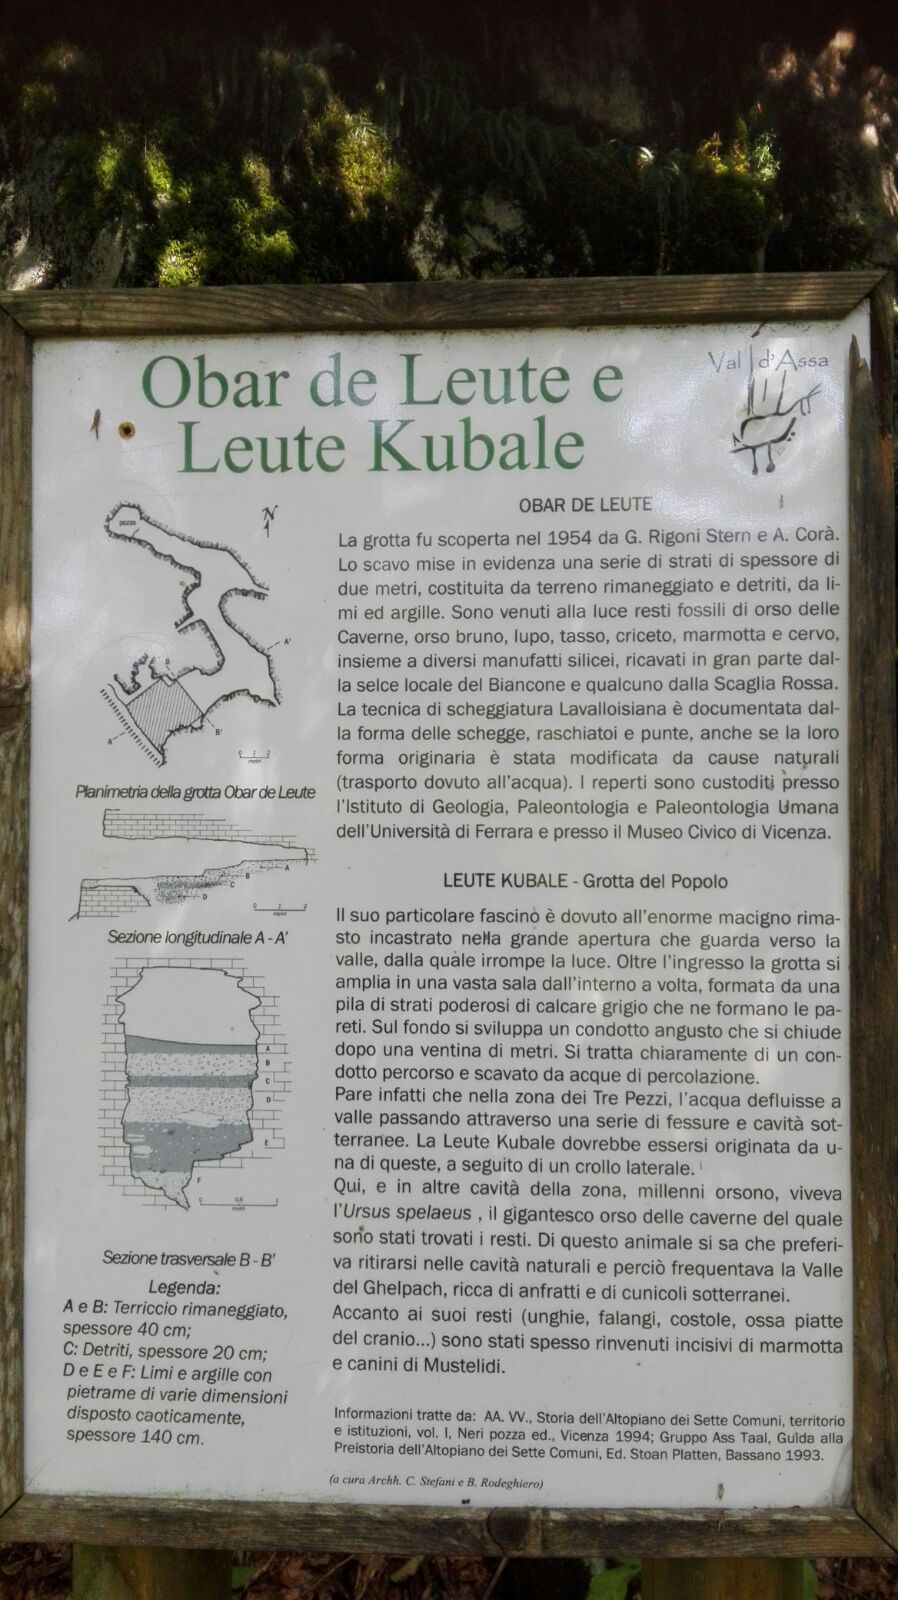 Obar de Leute e
Leute Kubale
Val d'Assa
pozzo
N
A'
B
B'
A
0 1 2
metri
Planimetria della grotta Obar de Leute
A
B
C
D
0 1 2
metri
Sezione longitudinale A - A'
A
B
C
D
E
F
0 0,8 1
metri
Sezione trasversale B - B'
Legenda:
A e B: Terriccio rimaneggiato,
spessore 40 cm;
C: Detriti, spessore 20 cm;
D e E e F: Limi e argille con
pietrame di varie dimensioni
disposto caoticamente,
spessore 140 cm.
OBAR DE LEUTE
La grotta fu scoperta nel 1954 da G. Rigoni Stern e A. Corà.
Lo scavo mise in evidenza una serie di strati di spessore di
due metri, costituita da terreno rimaneggiato e detriti, da li-
mi ed argille. Sono venuti alla luce resti fossili di orso delle
Caverne, orso bruno, lupo, tasso, criceto, marmotta e cervo,
insieme a diversi manufatti silicei, ricavati in gran parte dal-
la selce locale del Biancone e qualcuno dalla Scaglia Rossa.
La tecnica di scheggiatura Lavalloisiana è documentata dal-
la forma delle schegge, raschiatoi e punte, anche se la loro
forma originaria è stata modificata da cause naturali
(trasporto dovuto all'acqua). I reperti sono custoditi presso
l'Istituto di Geologia, Paleontologia e Paleontologia Umana
dell'Università di Ferrara e presso il Museo Civico di Vicenza.
LEUTE KUBALE - Grotta del Popolo
Il suo particolare fascino è dovuto all'enorme macigno rima-
sto incastrato nella grande apertura che guarda verso la
valle, dalla quale irrompe la luce. Oltre l'ingresso la grotta si
amplia in una vasta sala dall'interno a volta, formata da una
pila di strati poderosi di calcare grigio che ne formano le pa-
reti. Sul fondo si sviluppa un condotto angusto che si chiude
dopo una ventina di metri. Si tratta chiaramente di un con-
dotto percorso e scavato da acque di percolazione.
Pare infatti che nella zona dei Tre Pezzi, l'acqua defluisse a
valle passando attraverso una serie di fessure e cavità sot-
terranee. La Leute Kubale dovrebbe essersi originata da u-
na di queste, a seguito di un crollo laterale.
Qui, e in altre cavità della zona, millenni orsono, viveva
l'Ursus spelaeus , il gigantesco orso delle caverne del quale
sono stati trovati i resti. Di questo animale si sa che preferi-
va ritirarsi nelle cavità naturali e perciò frequentava la Valle
del Ghelpach, ricca di anfratti e di cunicoli sotterranei.
Accanto ai suoi resti (unghie, falangi, costole, ossa piatte
del cranio...) sono stati spesso rinvenuti incisivi di marmotta
e canini di Mustelidi.
Informazioni tratte da: AA. VV., Storia dell'Altopiano dei Sette Comuni, territorio
e istituzioni, vol. I, Neri pozza ed., Vicenza 1994; Gruppo Ass Taal, Guida alla
Preistoria dell'Altopiano dei Sette Comuni, Ed. Stoan Platten, Bassano 1993.
(a cura Archh. C. Stefani e B. Rodeghiero)